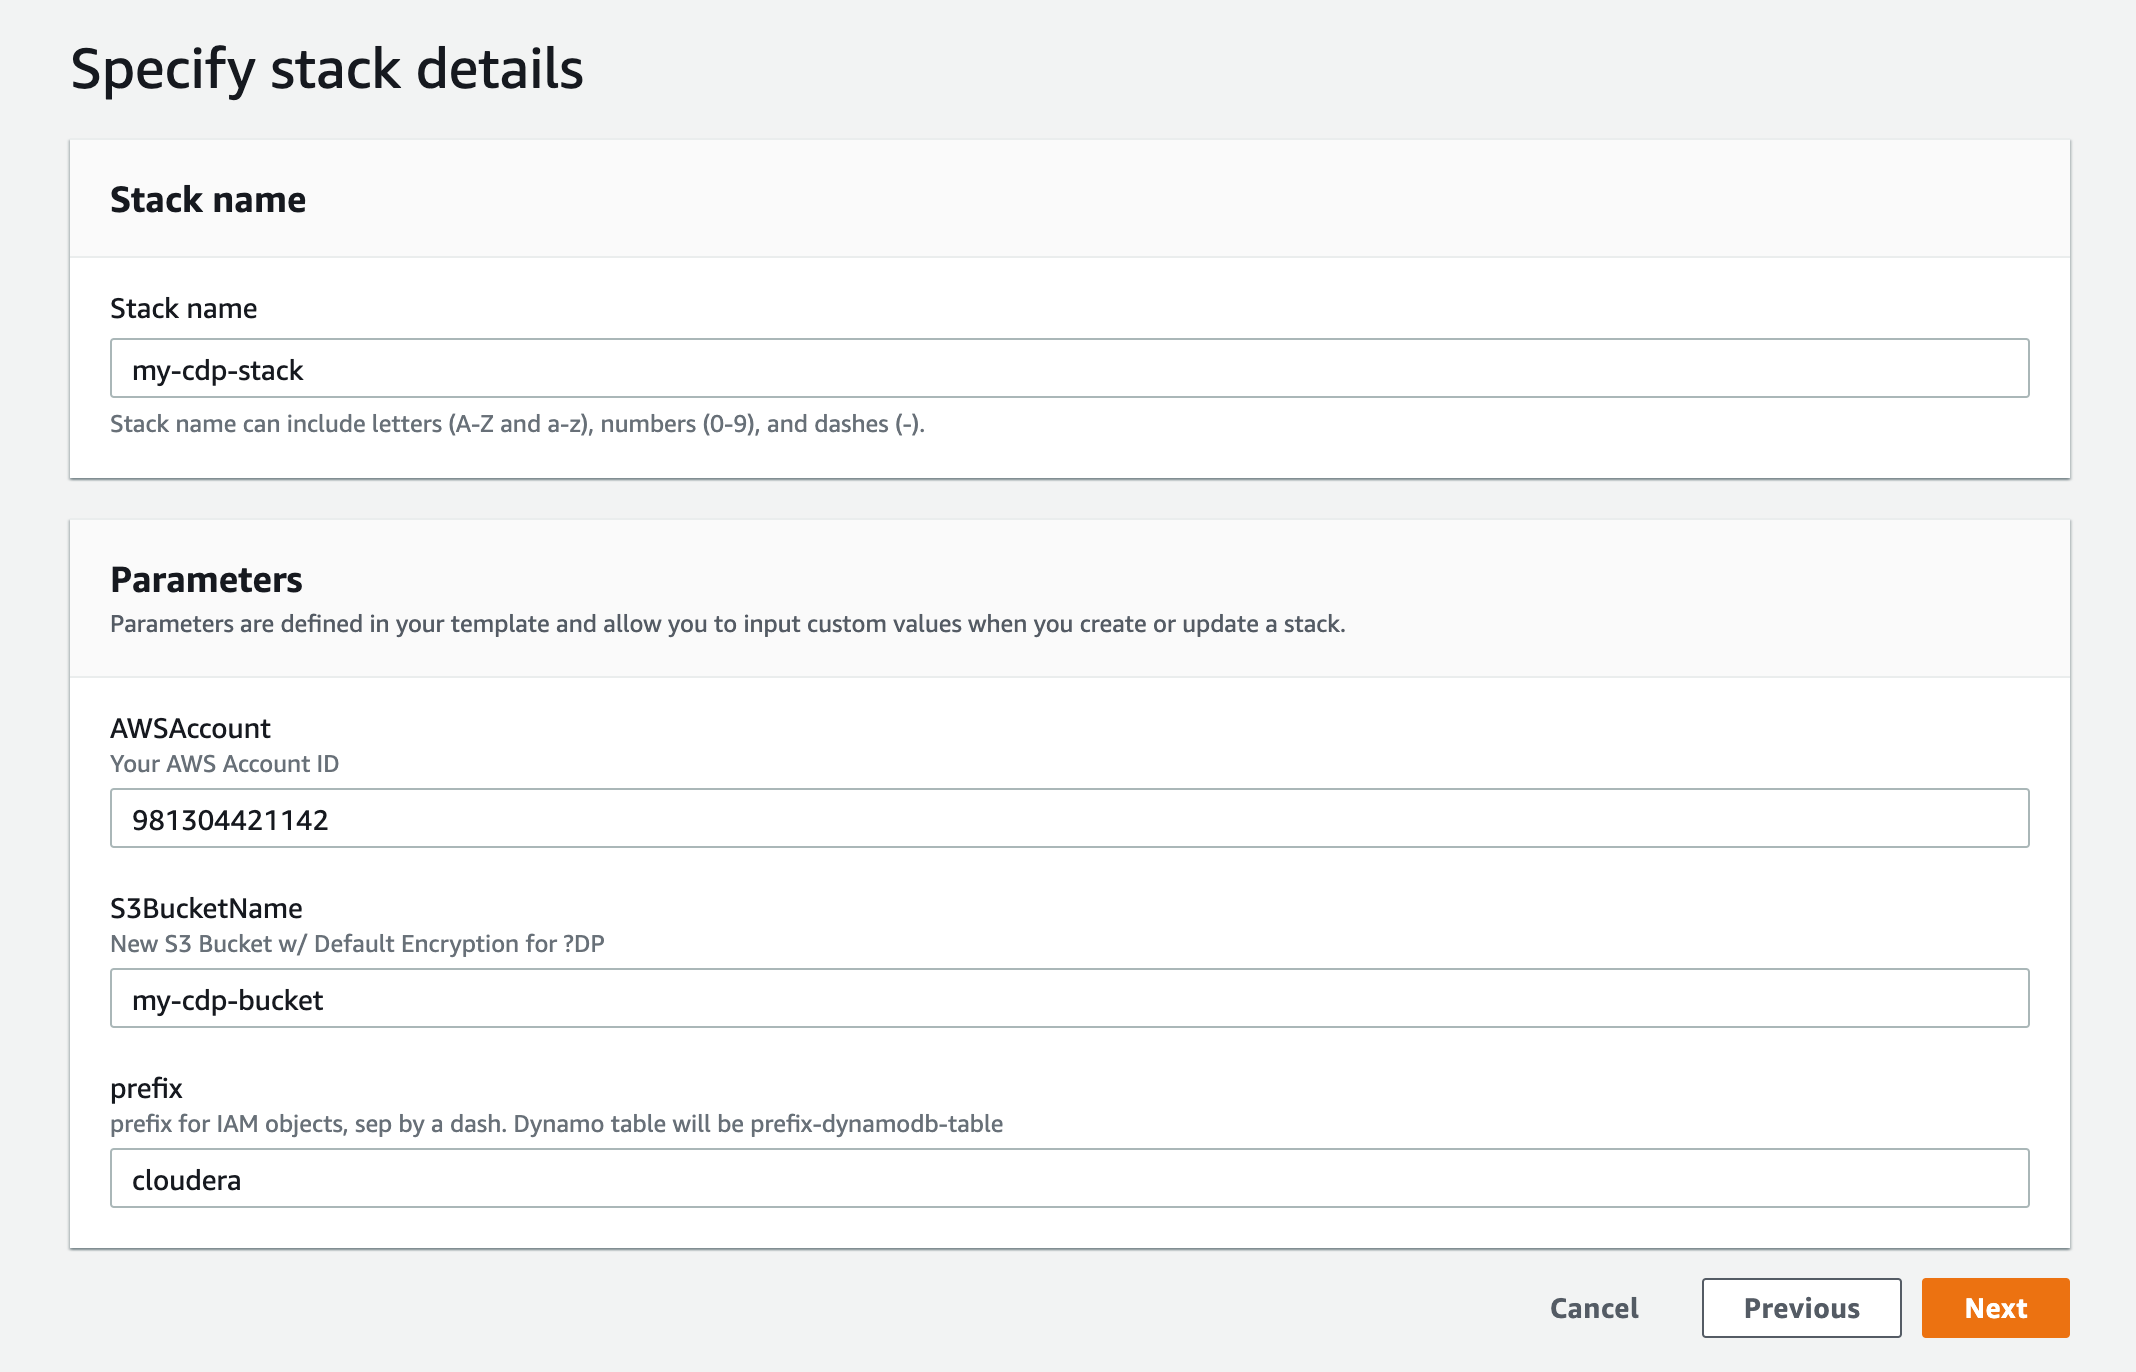 Specify stack details
Stack name
Stack name
my-cdp-stack
Stack name can include letters (A-Z and a-z), numbers (0-9), and dashes (-).
Parameters
Parameters are defined in your template and allow you to input custom values when you create or update a stack.
AWSAccount
Your AWS Account ID
981304421142
S3BucketName
New S3 Bucket w/ Default Encryption for ?DP
my-cdp-bucket
prefix
prefix for IAM objects, sep by a dash. Dynamo table will be prefix-dynamodb-table
cloudera
Cancel Previous Next